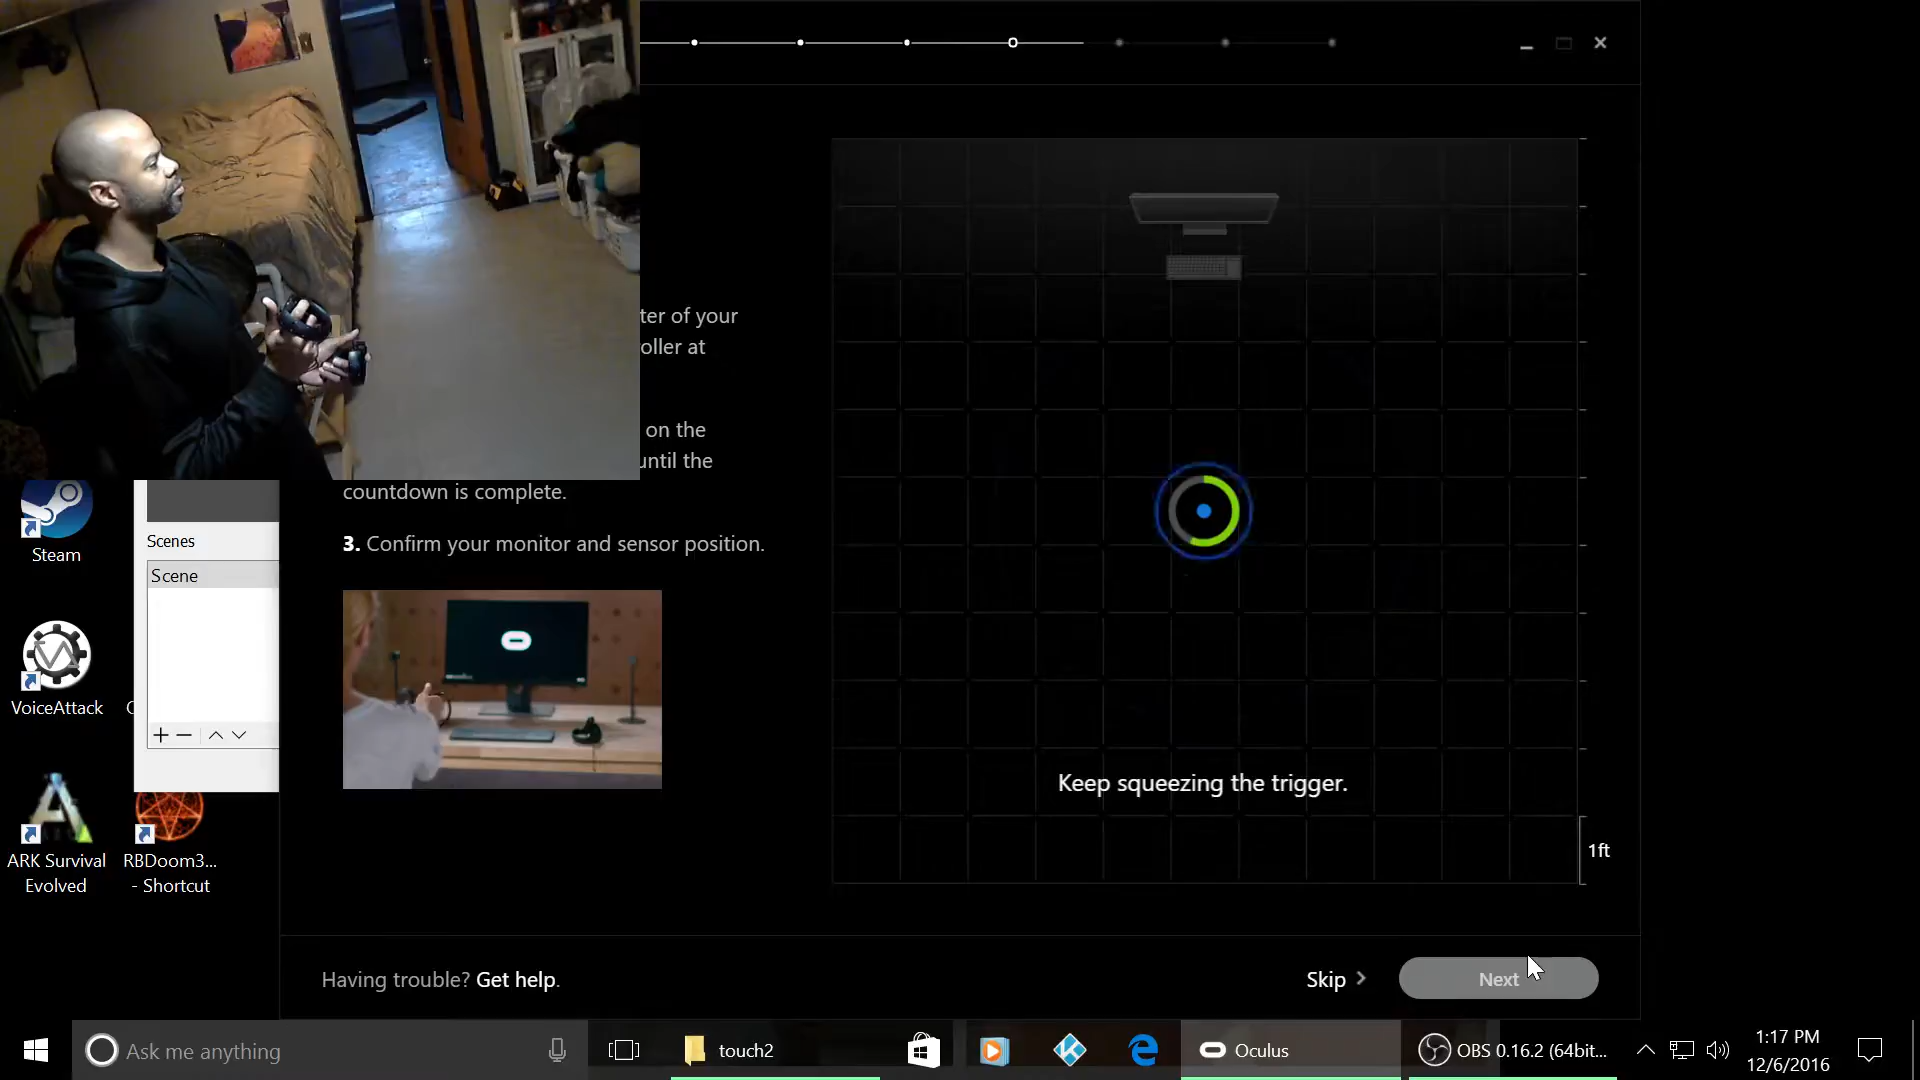 ter of your
oller at
on the
until the
countdown is complete.
3. Confirm your monitor and sensor position.
Keep squeezing the trigger.
1ft
Having trouble? Get help.
Skip
Next
Steam
Scenes
Scene
VoiceAttack
ARK Survival
Evolved
RBDoom3...
- Shortcut
Ask me anything
touch2
Oculus
OBS 0.16.2 (64bit...
1:17 PM
12/6/2016